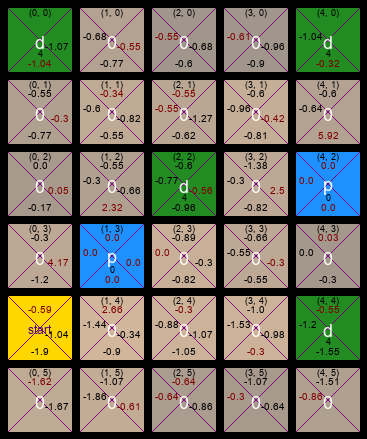 (0, 0) (1, 0) (2, 0) (3, 0) (4, 0)
d -1.07 -0.68 0 -0.55 -0.55 0 -0.68 -0.61 0 -0.96 -1.04 d
4 4
-1.04 -0.77 -0.6 -0.9 -0.32
(0, 1) (1, 1) (2, 1) (3, 1) (4, 1)
-0.55 -0.34 -0.55 -0.6 -0.6
0 -0.3 -0.6 0 -0.82 -0.55 0 -1.27 -0.96 0 -0.42 -0.64 0
-0.77 -0.55 -0.62 -0.81 5.92
(0, 2) (1, 2) (2, 2) (3, 2) (4, 2)
0.0 -0.55 -0.6 -1.38 0.0
0 0.05 -0.3 0 -0.66 -0.77 d -0.56 -0.3 0 2.5 0.0 p
4 0
-0.17 2.32 -0.96 -0.82 0.0
(0, 3) (1, 3) (2, 3) (3, 3) (4, 3)
-0.3 0.0 -0.89 -0.66 0.03
0 4.17 0.0 p 0.0 0.0 0 -0.3 -0.55 0 -0.3 0.0 0
0
-1.2 0.0 -0.82 -0.55 -0.3
(1, 4) (2, 4) (3, 4) (4, 4)
-0.59 2.66 -0.3 -1.0 -0.55
start -1.04 -1.44 0 -0.34 -0.88 0 -1.07 -1.53 0 -0.98 -1.2 d
4
-1.9 -0.9 -1.05 -0.3 -1.55
(0, 5) (1, 5) (2, 5) (3, 5) (4, 5)
-1.62 -1.07 -0.64 -1.07 -1.51
0 -1.67 -1.86 0 -0.61 -0.64 0 -0.86 -0.3 0 -0.64 -0.86 0